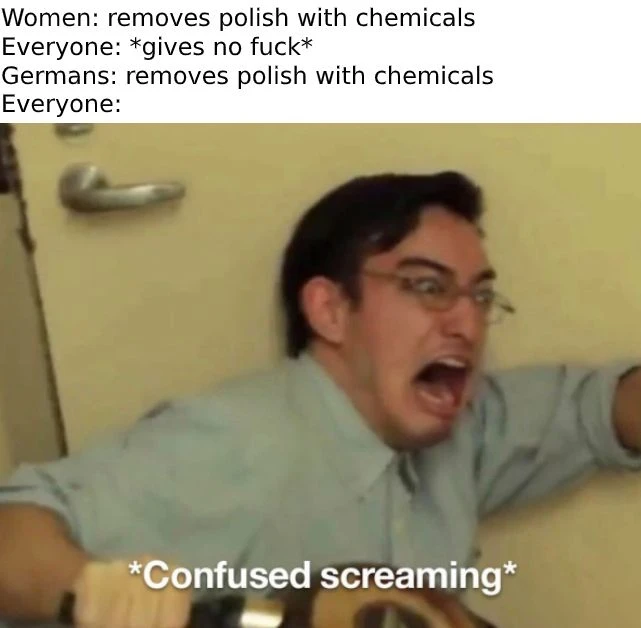 Women: removes polish with chemicals
Everyone: *gives no fuck*
Germans: removes polish with chemicals
Everyone:
*Confused screaming*